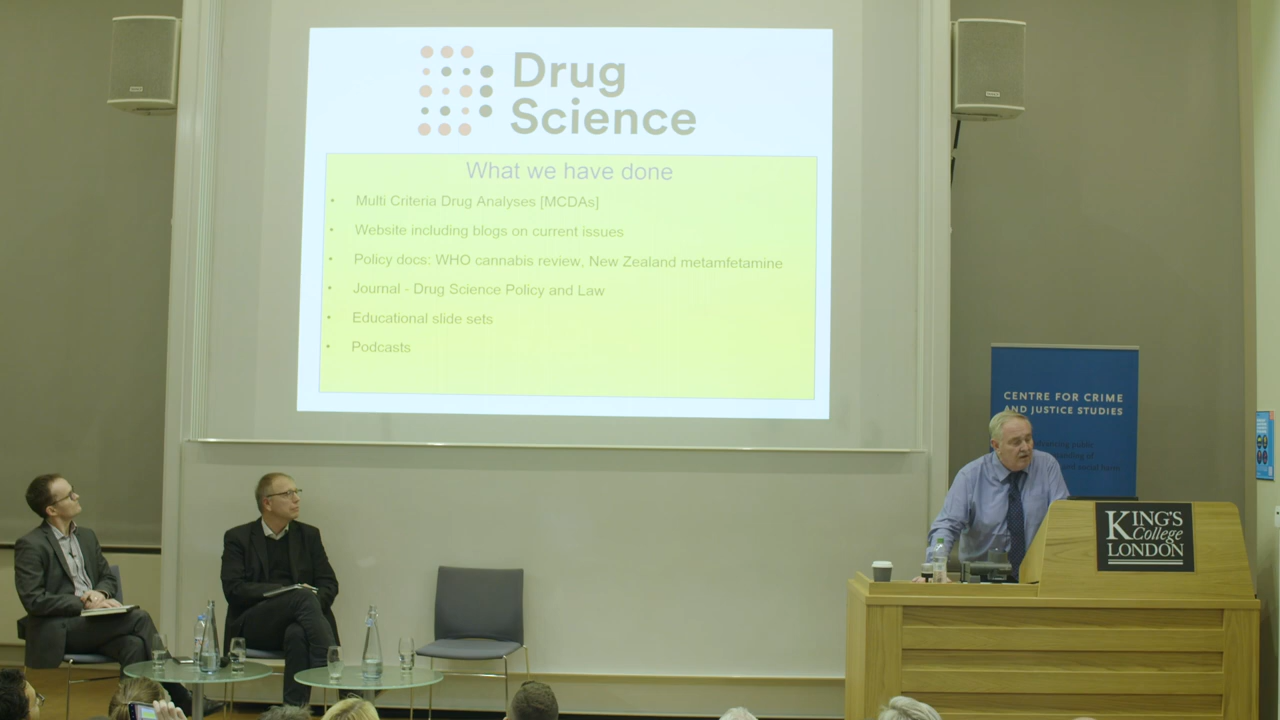 Drug
Science
What we have done
• Multi Criteria Drug Analyses [MCDAs]
• Website including blogs on current issues
• Policy docs: WHO cannabis review, New Zealand metamfetamine
• Journal - Drug Science Policy and Law
• Educational slide sets
• Podcasts
CENTRE FOR CRIME
AND JUSTICE STUDIES
advancing public
KING'S
College
LONDON